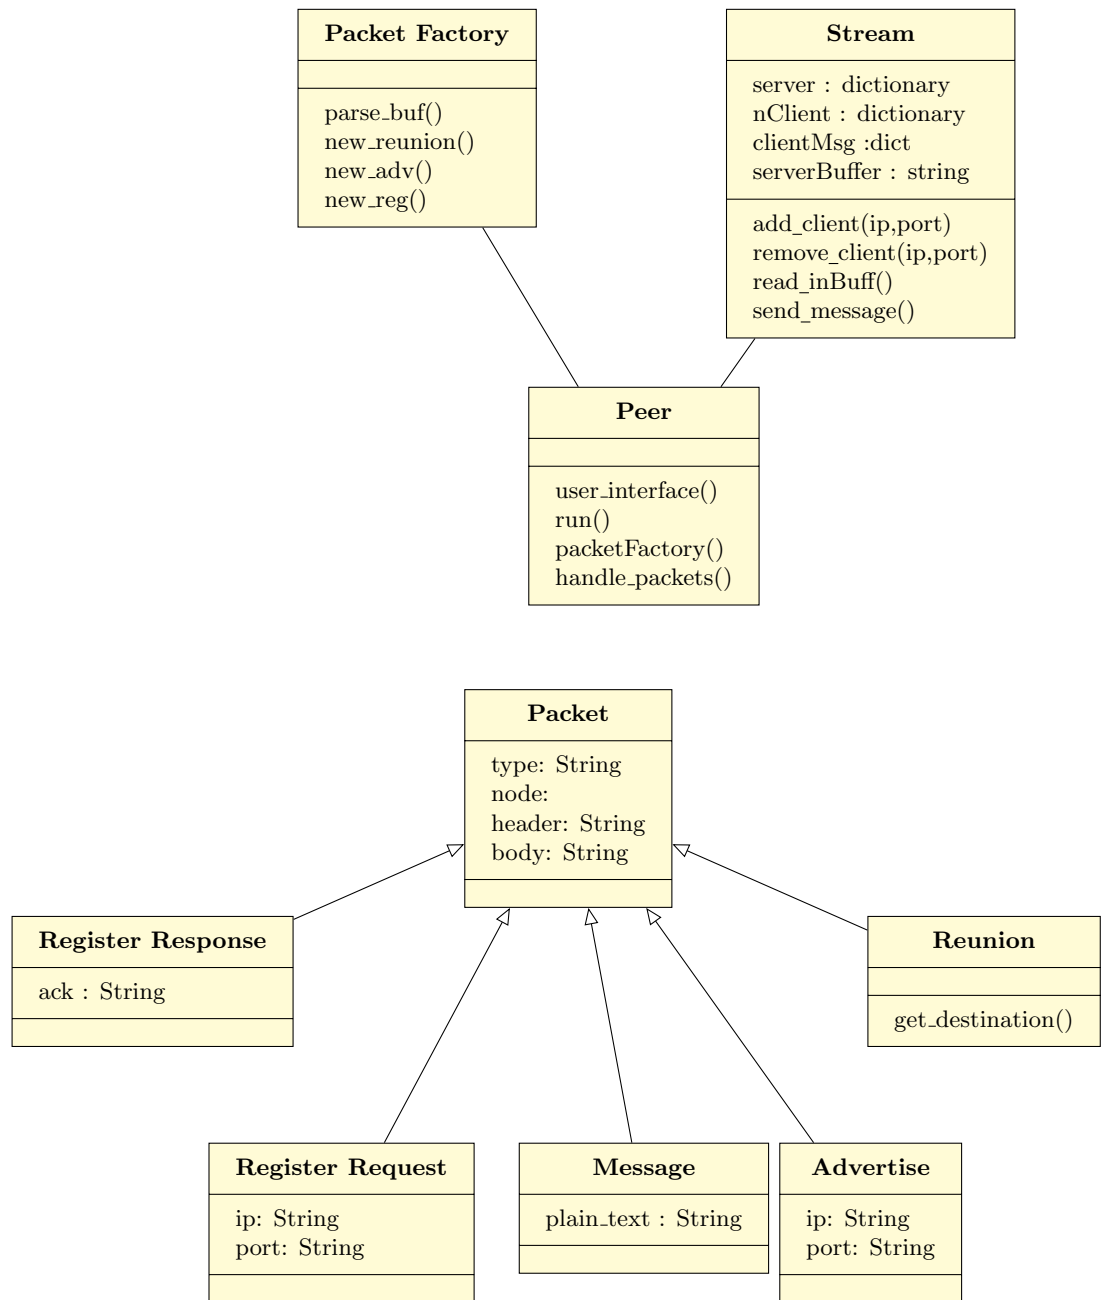 Packet Factory
parse_buf()
new_reunion()
new_adv()
new_reg()
Stream
server : dictionary
nClient : dictionary
clientMsg :dict
serverBuffer : string
add_client(ip,port)
remove_client(ip,port)
read_inBuff()
send_message()
Peer
user_interface()
run()
packetFactory()
handle_packets()
Packet
type: String
node:
header: String
body: String
Register Response
ack : String
Reunion
get_destination()
Register Request
ip: String
port: String
Message
plain_text : String
Advertise
ip: String
port: String